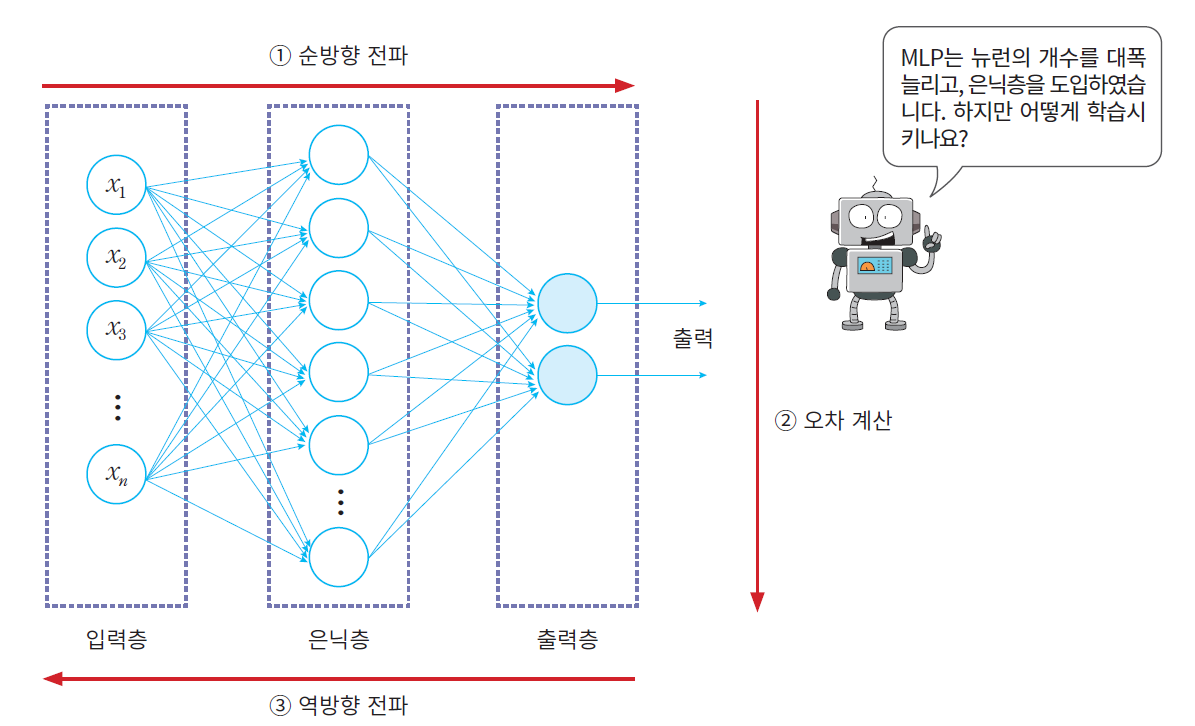 ① 순방향 전파
MLP는 뉴런의 개수를 대폭
늘리고, 은닉층을 도입하였습
니다. 하지만 어떻게 학습시
키나요?
x1
x2
x3
⋮
xn
⋮
출력
② 오차 계산
입력층
은닉층
출력층
③ 역방향 전파